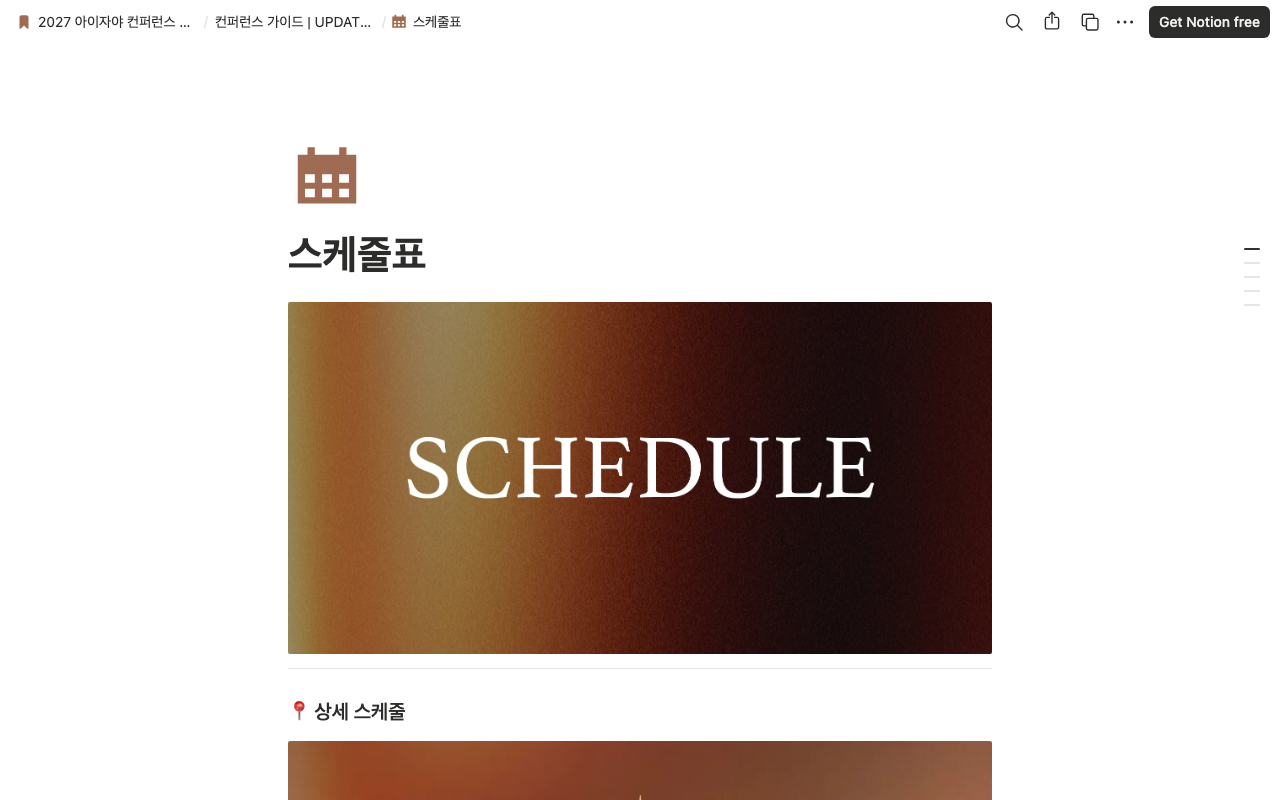 2027 아이자야 컨퍼런스 ... / 컨퍼런스 가이드 | UPDAT... / 스케줄표
Get Notion free
스케줄표
SCHEDULE
상세 스케줄